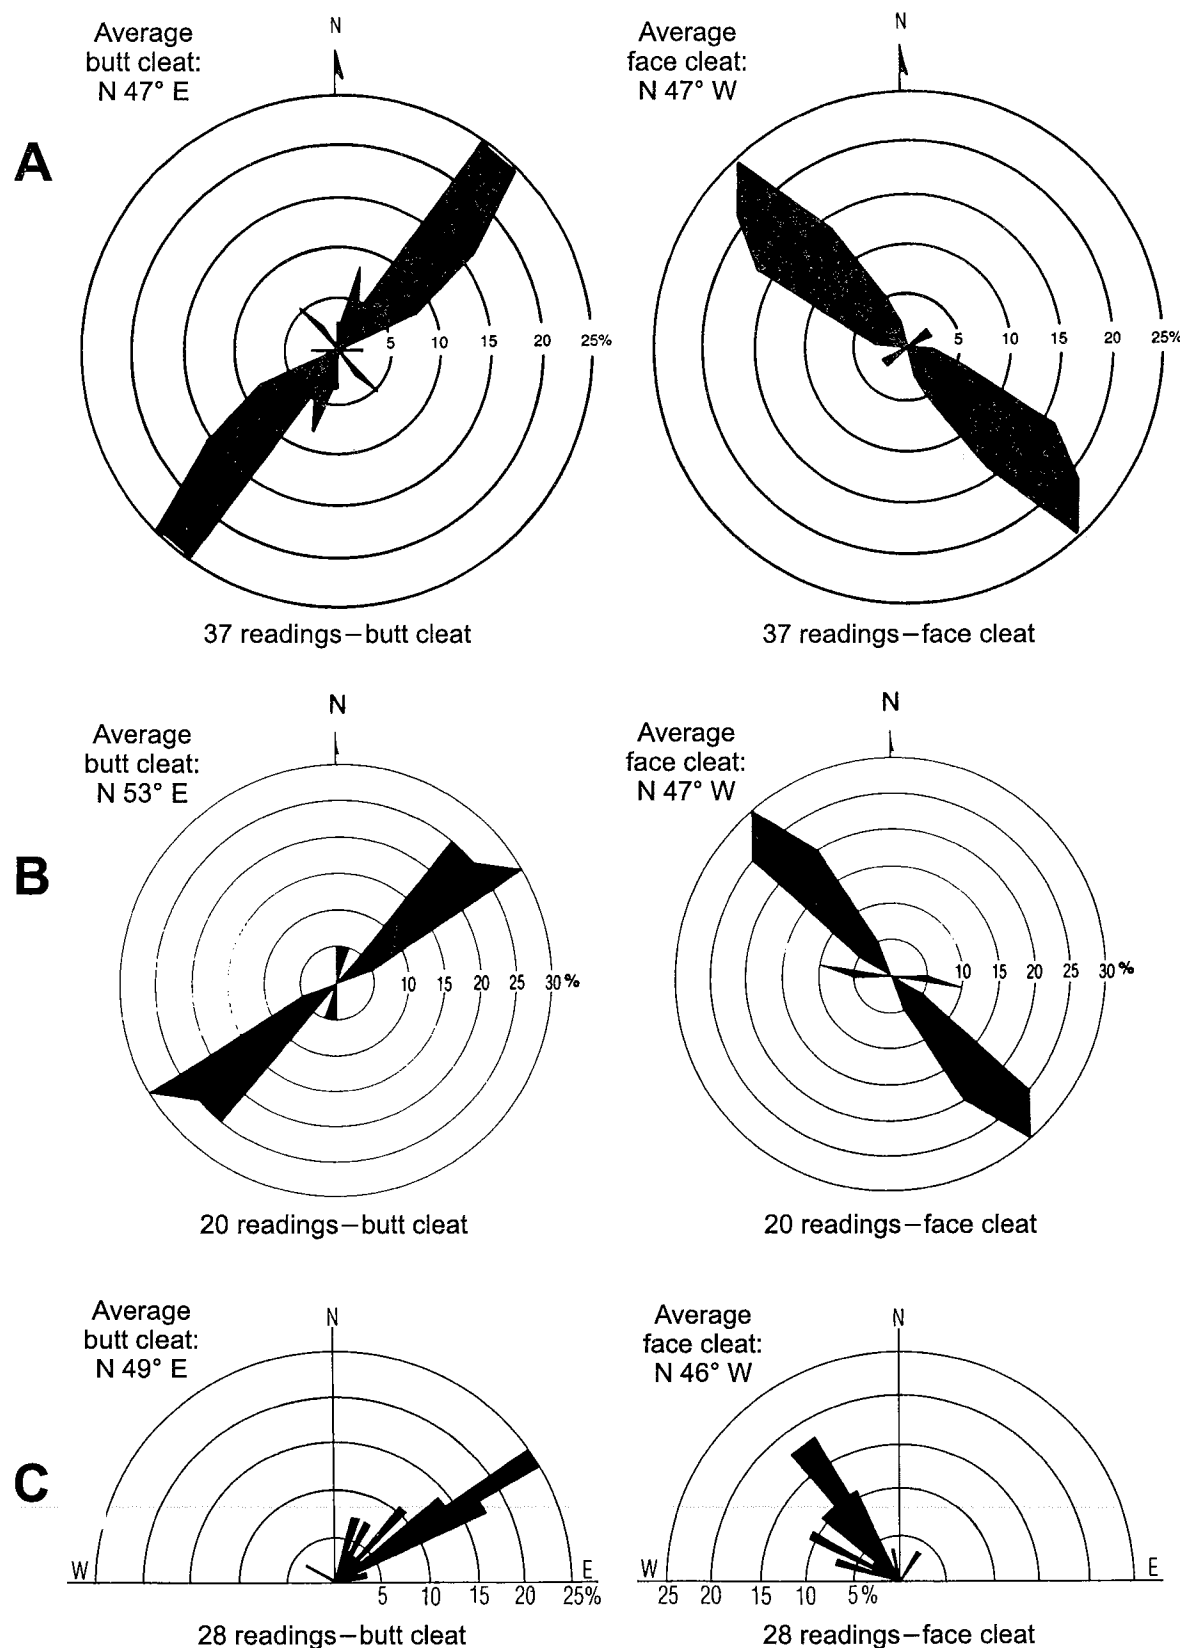 Average
butt cleat:
N 47° E
N
Average
face cleat:
N 47° W
N
A
5 10 15 20 25%
5 10 15 20 25%
37 readings—butt cleat
37 readings—face cleat
N
Average
butt cleat:
N 53° E
N
Average
face cleat:
N 47° W
B
10 15 20 25 30 %
10 15 20 25 30 %
20 readings—butt cleat
20 readings—face cleat
Average
butt cleat:
N 49° E
N
Average
face cleat:
N 46° W
N
C
W E
5 10 15 20 25%
W E
25 20 15 10 5%
28 readings—butt cleat
28 readings—face cleat